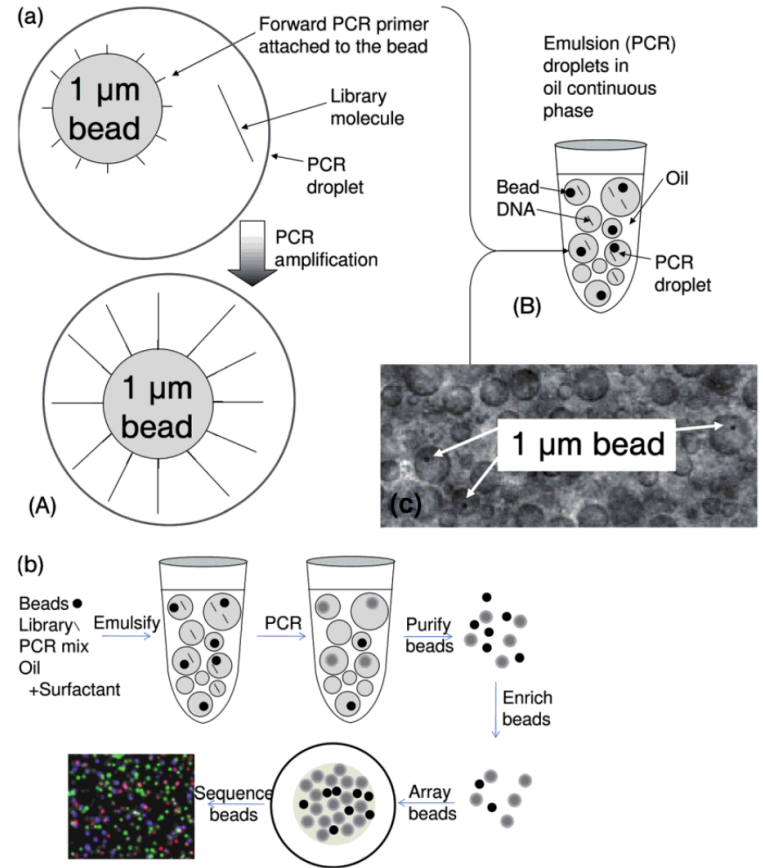 (a)
Forward PCR primer
attached to the bead
1 µm
bead
Library
molecule
PCR
droplet
PCR
amplification
1 µm
bead
(A)
Emulsion (PCR)
droplets in
oil continuous
phase
Bead
Oil
DNA
PCR
droplet
(B)
1 µm bead
(c)
(b)
Beads
Library
PCR mix
Oil
+Surfactant
Emulsify
PCR
Purify
beads
Enrich
beads
Array
beads
Sequence
beads